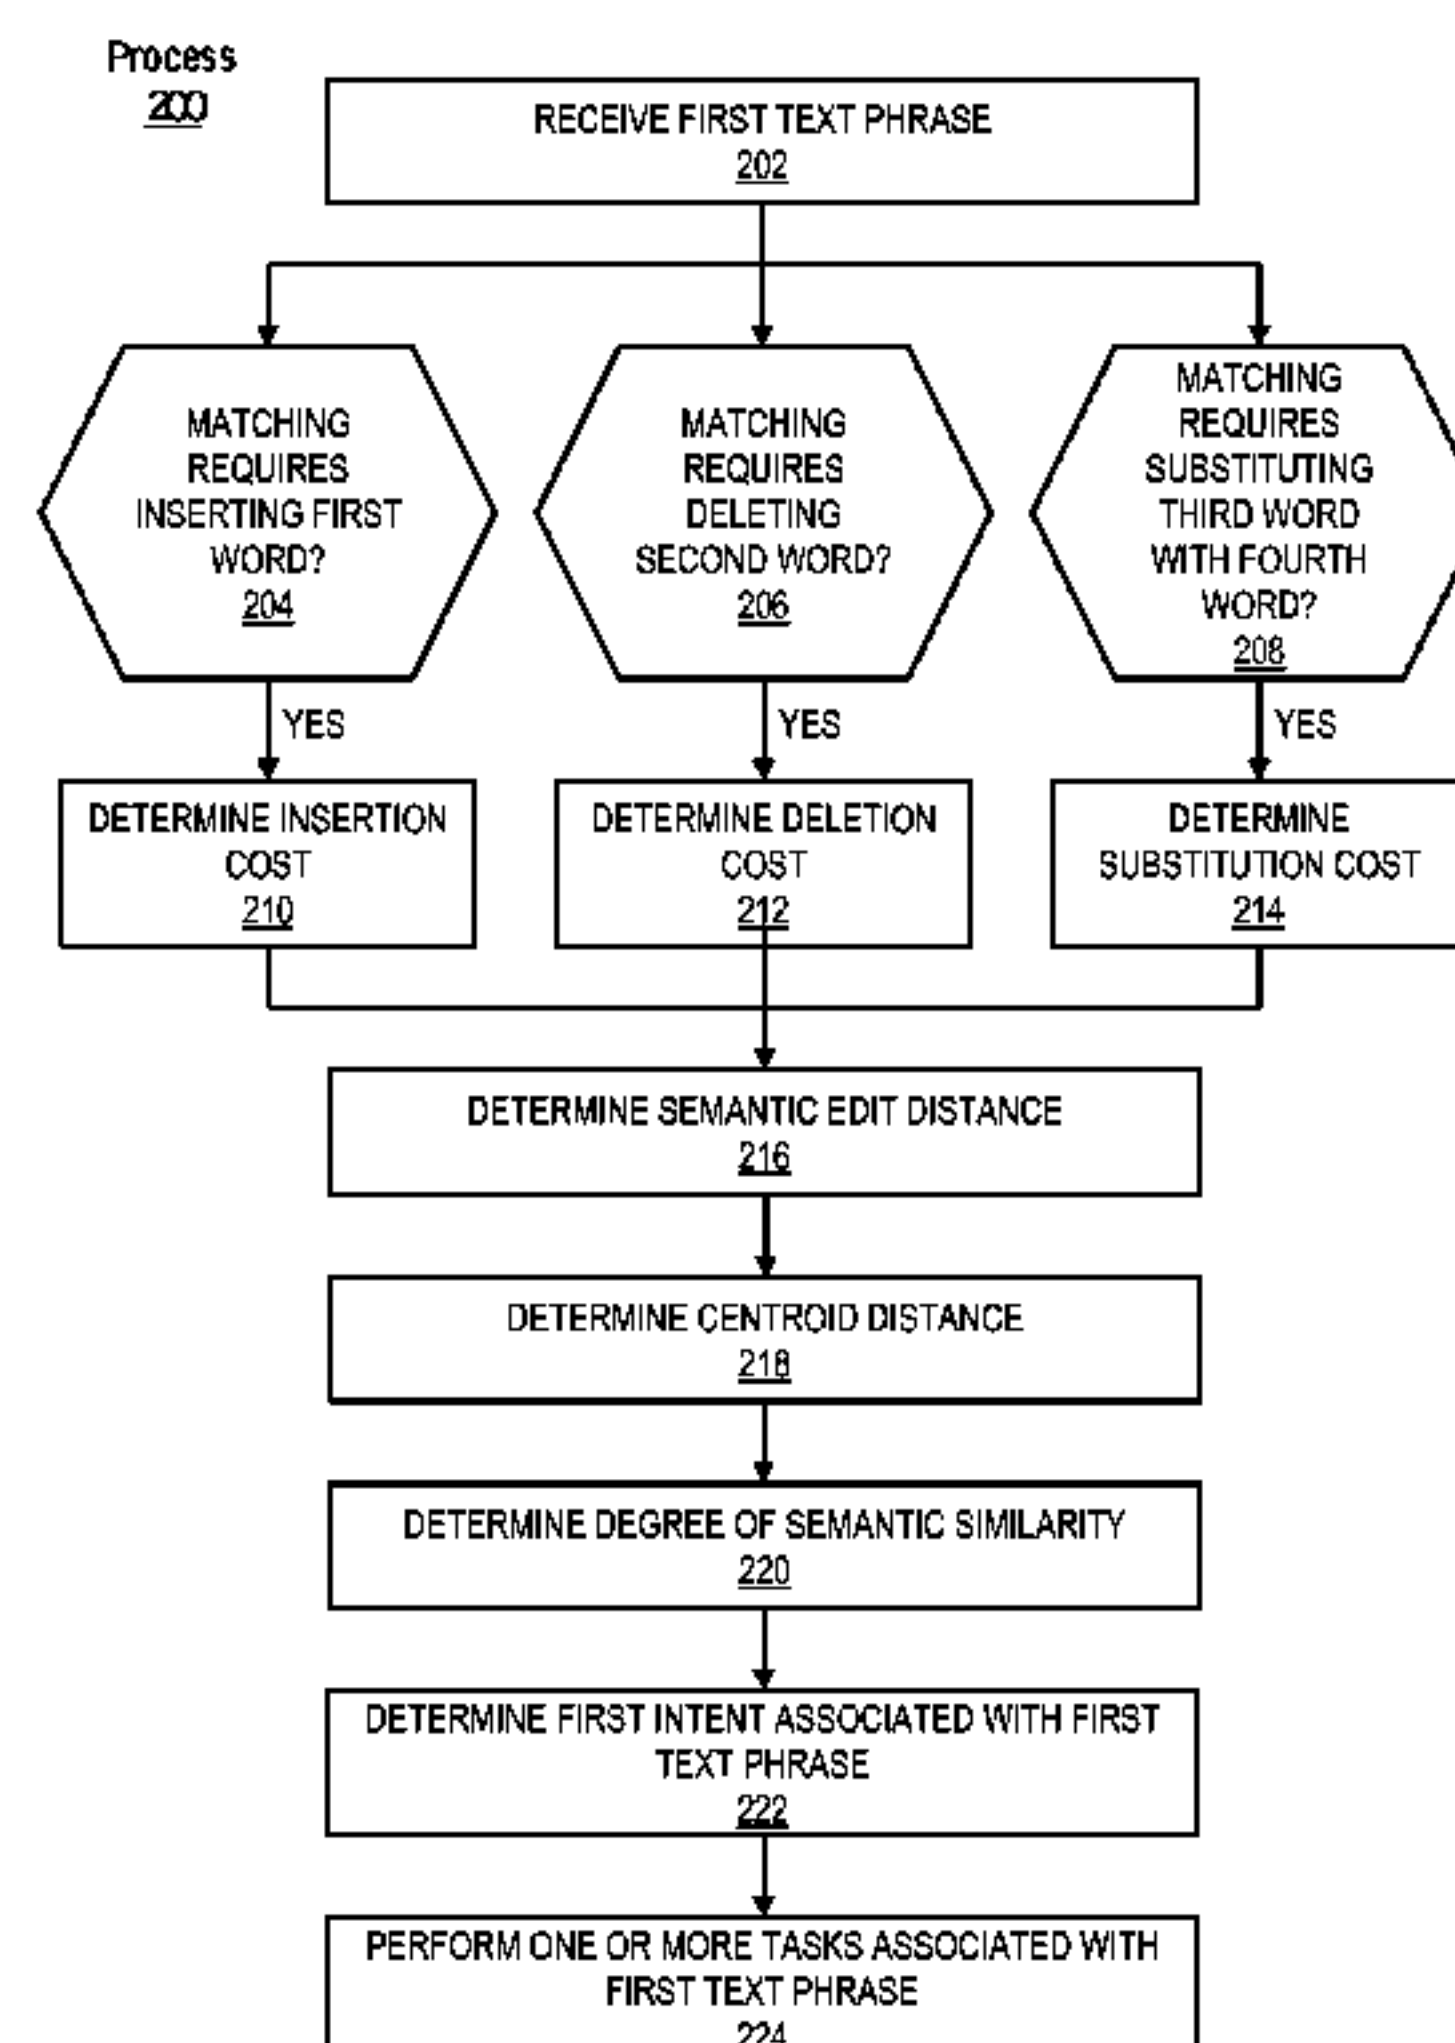 Process
200
RECEIVE FIRST TEXT PHRASE
202
MATCHING
REQUIRES
INSERTING FIRST
WORD?
204
MATCHING
REQUIRES
DELETING
SECOND WORD?
206
MATCHING
REQUIRES
SUBSTITUTING
THIRD WORD
WITH FOURTH
WORD?
208
YES
YES
YES
DETERMINE INSERTION
COST
210
DETERMINE DELETION
COST
212
DETERMINE
SUBSTITUTION COST
214
DETERMINE SEMANTIC EDIT DISTANCE
216
DETERMINE CENTROID DISTANCE
218
DETERMINE DEGREE OF SEMANTIC SIMILARITY
220
DETERMINE FIRST INTENT ASSOCIATED WITH FIRST
TEXT PHRASE
222
PERFORM ONE OR MORE TASKS ASSOCIATED WITH
FIRST TEXT PHRASE
224